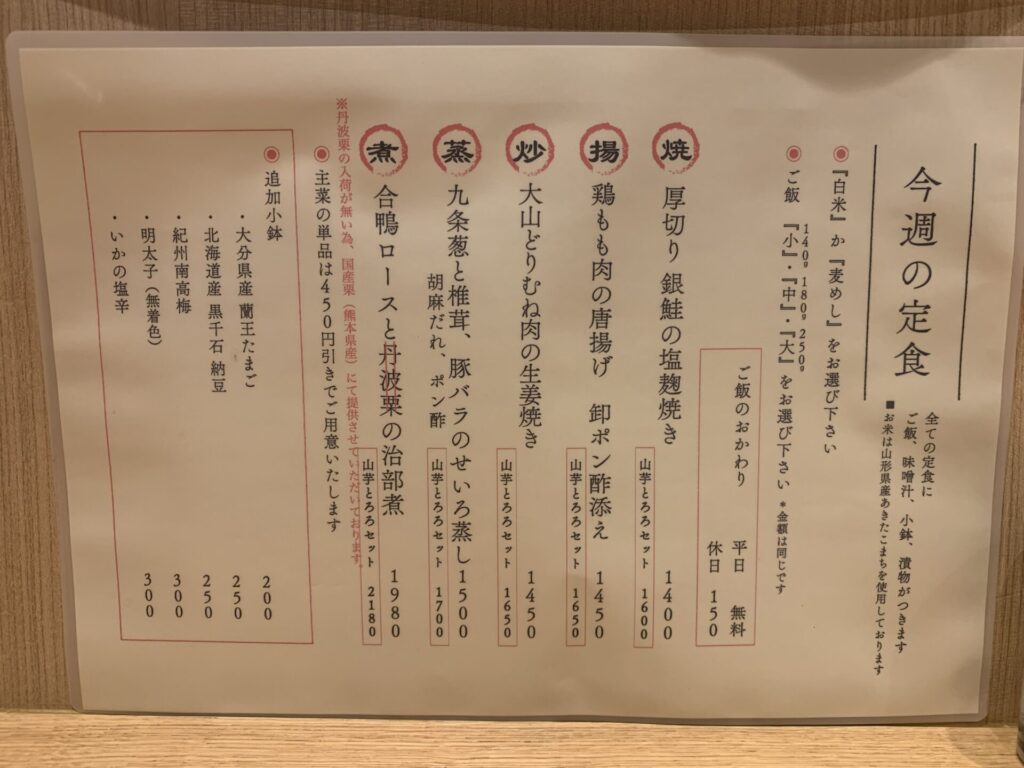 今週の定食
全ての定食に
ご飯、味噌汁、小鉢、漬物がつきます
■お米は山形県産あきたこまちを使用しております
◉『白米』か『麦めし』をお選び下さい
◉ご飯『小』・『中』・『大』をお選び下さい *金額は同じです
140g 180g 250g
ご飯のおかわり 平日 無料
休日 150
焼 厚切り 銀鮭の塩麹焼き 1400
山芋とろろセット 1600
揚 鶏もも肉の唐揚げ 卸ポン酢添え 1450
山芋とろろセット 1650
炒 大山どりむね肉の生姜焼き 1450
山芋とろろセット 1650
蒸 九条葱と椎茸、豚バラのせいろ蒸し 1500
胡麻だれ、ポン酢
山芋とろろセット 1700
煮 合鴨ロースと丹波栗の治部煮 1980
山芋とろろセット 2180
※丹波栗の入荷が無い為、国産栗(熊本県産)にて提供させていただいております。
◉主菜の単品は450円引きでご用意いたします
◉追加小鉢
・大分県産 蘭王たまご 200
・北海道産 黒千石 納豆 250
・紀州南高梅 250
・明太子(無着色) 300
・いかの塩辛 300